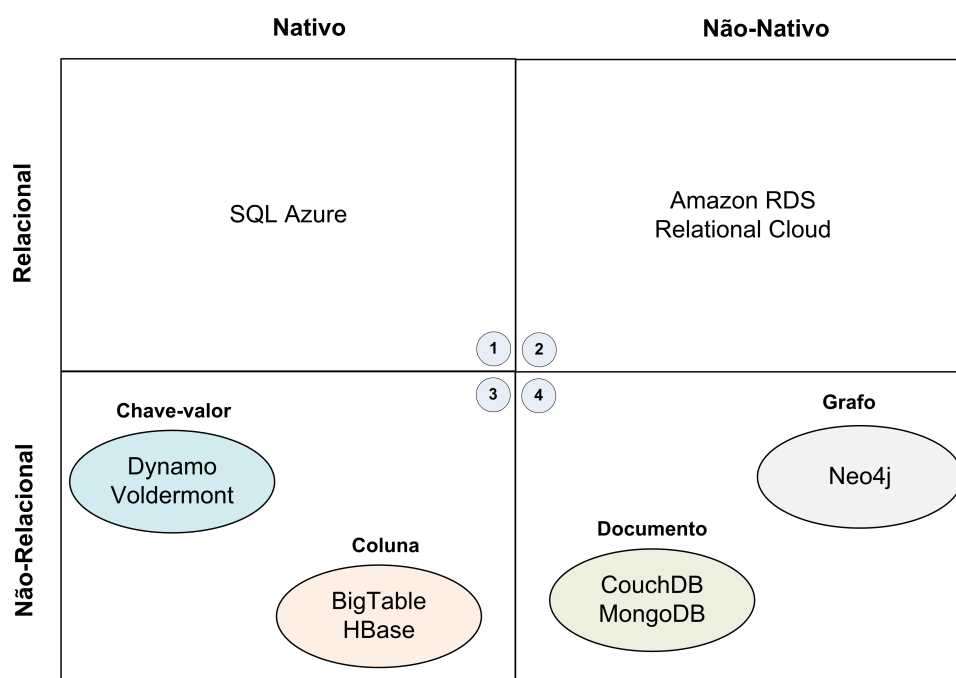 Nativo
Não-Nativo
Relacional
SQL Azure
Amazon RDS
Relational Cloud
1
2
3
4
Não-Relacional
Chave-valor
Dynamo
Voldermont
Coluna
BigTable
HBase
Grafo
Neo4j
Documento
CouchDB
MongoDB